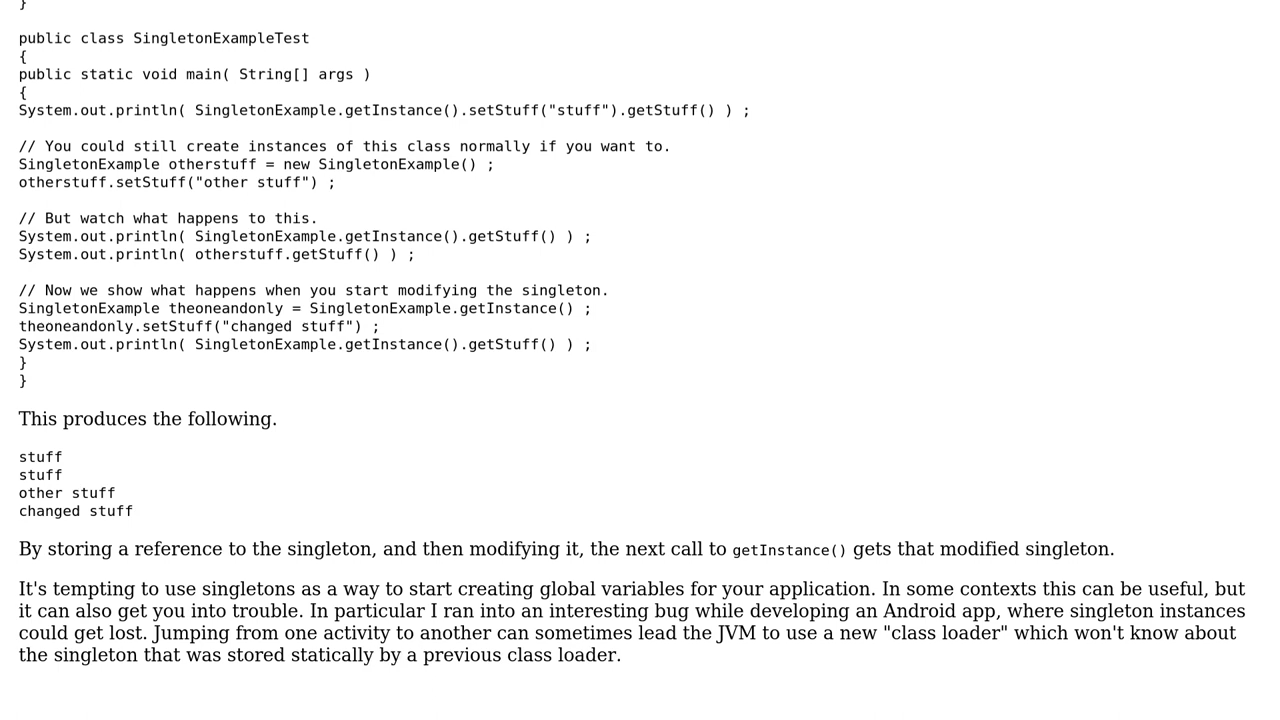 }
public class SingletonExampleTest
{
public static void main( String[] args )
{
System.out.println( SingletonExample.getInstance().setStuff("stuff").getStuff() ) ;
// You could still create instances of this class normally if you want to.
SingletonExample otherstuff = new SingletonExample() ;
otherstuff.setStuff("other stuff") ;
// But watch what happens to this.
System.out.println( SingletonExample.getInstance().getStuff() ) ;
System.out.println( otherstuff.getStuff() ) ;
// Now we show what happens when you start modifying the singleton.
SingletonExample theoneandonly = SingletonExample.getInstance() ;
theoneandonly.setStuff("changed stuff") ;
System.out.println( SingletonExample.getInstance().getStuff() ) ;
}
}
This produces the following.
stuff
stuff
other stuff
changed stuff
By storing a reference to the singleton, and then modifying it, the next call to getInstance() gets that modified singleton.
It's tempting to use singletons as a way to start creating global variables for your application. In some contexts this can be useful, but
it can also get you into trouble. In particular I ran into an interesting bug while developing an Android app, where singleton instances
could get lost. Jumping from one activity to another can sometimes lead the JVM to use a new "class loader" which won't know about
the singleton that was stored statically by a previous class loader.